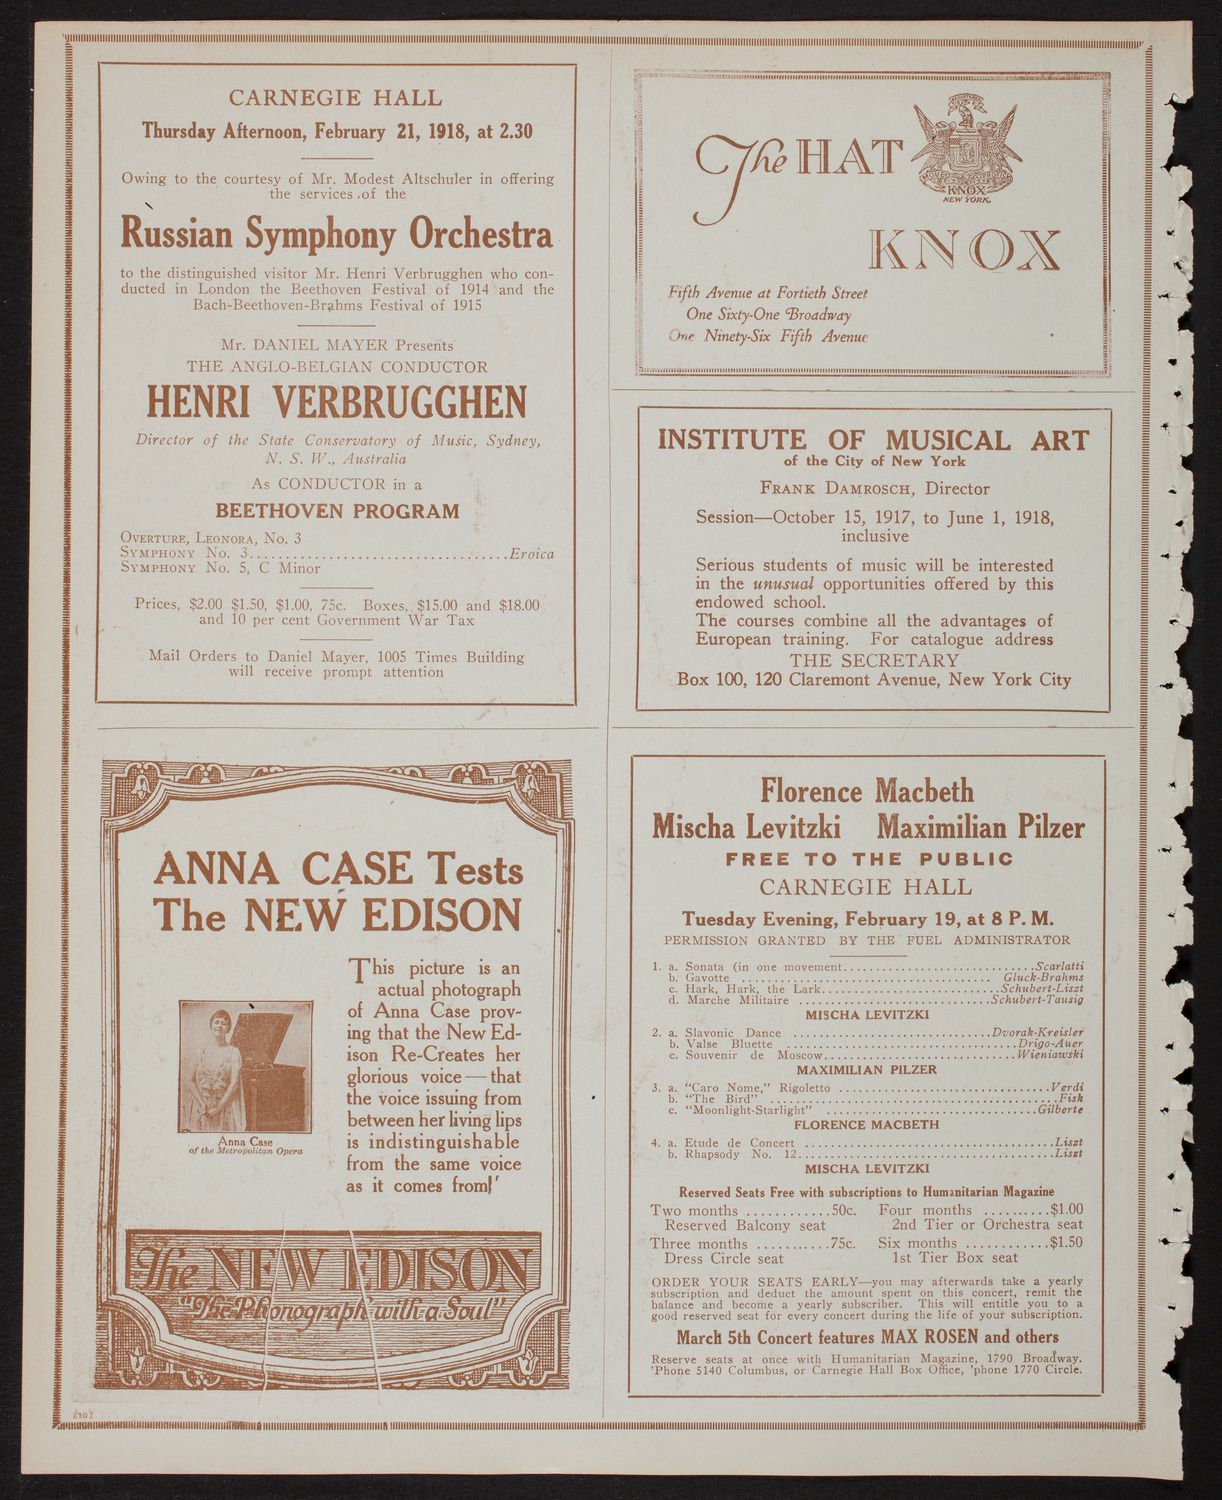 CARNEGIE HALL
Thursday Afternoon, February 21, 1918, at 2.30
Owing to the courtesy of Mr. Modest Altschuler in offering
the services of the
Russian Symphony Orchestra
to the distinguished visitor Mr. Henri Verbrugghen who con-
ducted in London the Beethoven Festival of 1914 and the
Bach-Beethoven-Brahms Festival of 1915
Mr. DANIEL MAYER Presents
THE ANGLO-BELGIAN CONDUCTOR
HENRI VERBRUGGHEN
Director of the State Conservatory of Music, Sydney,
N. S. W., Australia
As CONDUCTOR in a
BEETHOVEN PROGRAM
OVERTURE, LEONORA, No. 3
SYMPHONY No. 3....................................Eroica
SYMPHONY No. 5, C Minor
Prices, $2.00 $1.50, $1.00, 75c. Boxes, $15.00 and $18.00
and 10 per cent Government War Tax
Mail Orders to Daniel Mayer, 1005 Times Building
will receive prompt attention
ANNA CASE Tests
The NEW EDISON
This picture is an
actual photograph
of Anna Case prov-
ing that the New Ed-
ison Re-Creates her
glorious voice—that
the voice issuing from
between her living lips
is indistinguishable
from the same voice
as it comes from
Anna Case
of the Metropolitan Opera
The NEW EDISON
"The Phonograph with a Soul"
The HAT
KNOX
NEW YORK.
KNOX
Fifth Avenue at Fortieth Street
One Sixty-One Broadway
One Ninety-Six Fifth Avenue
INSTITUTE OF MUSICAL ART
of the City of New York
FRANK DAMROSCH, Director
Session—October 15, 1917, to June 1, 1918,
inclusive
Serious students of music will be interested
in the unusual opportunities offered by this
endowed school.
The courses combine all the advantages of
European training. For catalogue address
THE SECRETARY
Box 100, 120 Claremont Avenue, New York City
Florence Macbeth
Mischa Levitzki Maximilian Pilzer
FREE TO THE PUBLIC
CARNEGIE HALL
Tuesday Evening, February 19, at 8 P. M.
PERMISSION GRANTED BY THE FUEL ADMINISTRATOR
1. a. Sonata (in one movement.............................Scarlatti
b. Gavotte ...................................... Gluck-Brahms
c. Hark, Hark, the Lark...........................Schubert-Liszt
d. Marche Militaire .............................Schubert-Tausig
MISCHA LEVITZKI
2. a. Slavonic Dance ..........................Dvorak-Kreisler
b. Valse Bluette ...................................Drigo-Auer
c. Souvenir de Moscow.............................Wieniawski
MAXIMILIAN PILZER
3. a. "Caro Nome," Rigoletto ................................Verdi
b. "The Bird" ............................................Fisk
c. "Moonlight-Starlight" ................................Gilberte
FLORENCE MACBETH
4. a. Etude de Concert ......................................Liszt
b. Rhapsody No. 12.......................................Liszt
MISCHA LEVITZKI
Reserved Seats Free with subscriptions to Humanitarian Magazine
Two months ............50c. Four months ..........$1.00
Reserved Balcony seat 2nd Tier or Orchestra seat
Three months ...........75c. Six months ............$1.50
Dress Circle seat 1st Tier Box seat
ORDER YOUR SEATS EARLY—you may afterwards take a yearly
subscription and deduct the amount spent on this concert, remit the
balance and become a yearly subscriber. This will entitle you to a
good reserved seat for every concert during the life of your subscription.
March 5th Concert features MAX ROSEN and others
Reserve seats at once with Humanitarian Magazine, 1790 Broadway.
'Phone 5140 Columbus, or Carnegie Hall Box Office, 'phone 1770 Circle.